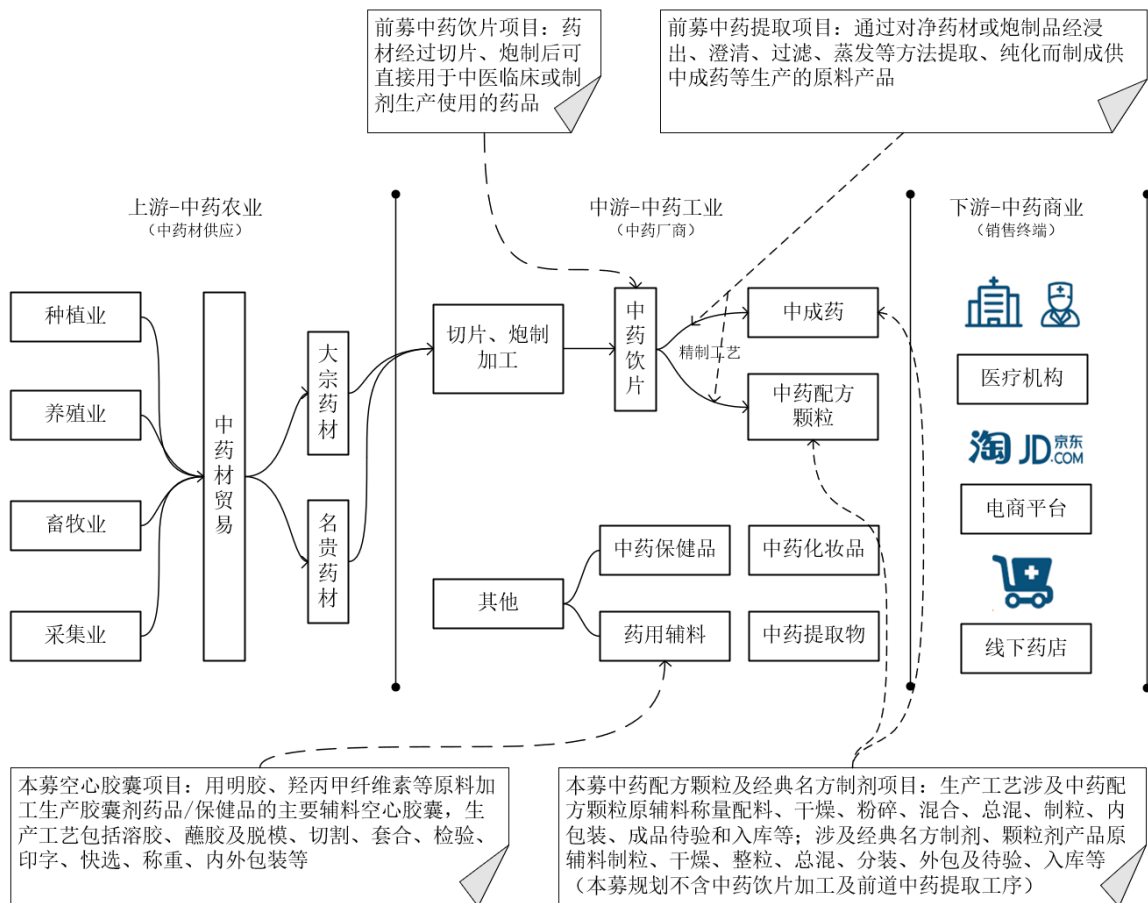 前募中药饮片项目：药
材经过切片、炮制后可
直接用于中医临床或制
剂生产使用的药品
前募中药提取项目：通过对净药材或炮制品经浸
出、澄清、过滤、蒸发等方法提取、纯化而制成供
中成药等生产的原料产品
上游-中药农业
（中药材供应）
中游-中药工业
（中药厂商）
下游-中药商业
（销售终端）
种植业
养殖业
畜牧业
采集业
中药材贸易
大宗药材
名贵药材
切片、炮制
加工
中药饮片
精制工艺
中成药
中药配方
颗粒
其他
中药保健品
中药化妆品
药用辅料
中药提取物
医疗机构
淘 JD 京东
.COM
电商平台
线下药店
本募空心胶囊项目：用明胶、羟丙甲纤维素等原料加
工生产胶囊剂药品/保健品的主要辅料空心胶囊，生
产工艺包括溶胶、蘸胶及脱模、切割、套合、检验、
印字、快选、称重、内外包装等
本募中药配方颗粒及经典名方制剂项目：生产工艺涉及中药配
方颗粒原辅料称量配料、干燥、粉碎、混合、总混、制粒、内
包装、成品待验和入库等；涉及经典名方制剂、颗粒剂产品原
辅料制粒、干燥、整粒、总混、分装、外包及待验、入库等
（本募规划不含中药饮片加工及前道中药提取工序）